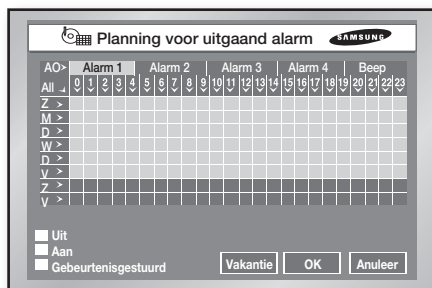 Planning voor uitgaand alarm SAMSUNG
AO> Alarm 1 Alarm 2 Alarm 3 Alarm 4 Beep
All 0 1 2 3 4 5 6 7 8 9 10 11 12 13 14 15 16 17 18 19 20 21 22 23
Z >
M >
D >
W >
D >
V >
Z >
V >
Uit
Aan
Gebeurtenisgestuurd Vakantie OK Anuleer